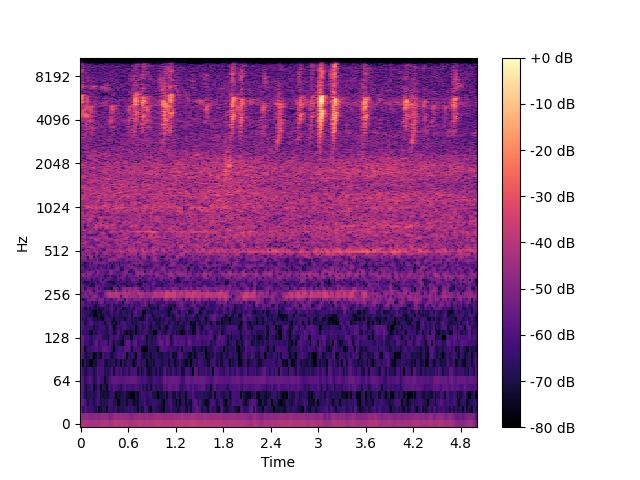 8192
4096
2048
1024
512
256
128
64
0
Hz
0 0.6 1.2 1.8 2.4 3 3.6 4.2 4.8
Time
+0 dB
-10 dB
-20 dB
-30 dB
-40 dB
-50 dB
-60 dB
-70 dB
-80 dB